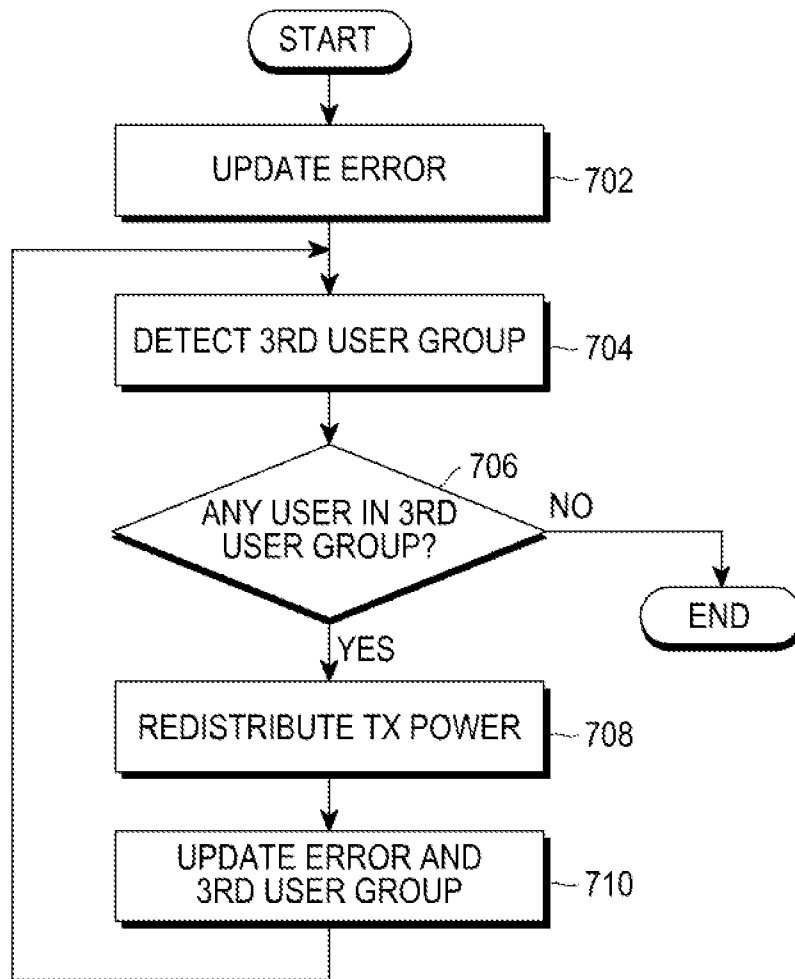 START
UPDATE ERROR
702
DETECT 3RD USER GROUP
704
706
ANY USER IN 3RD
USER GROUP?
NO
END
YES
REDISTRIBUTE TX POWER
708
UPDATE ERROR AND
3RD USER GROUP
710